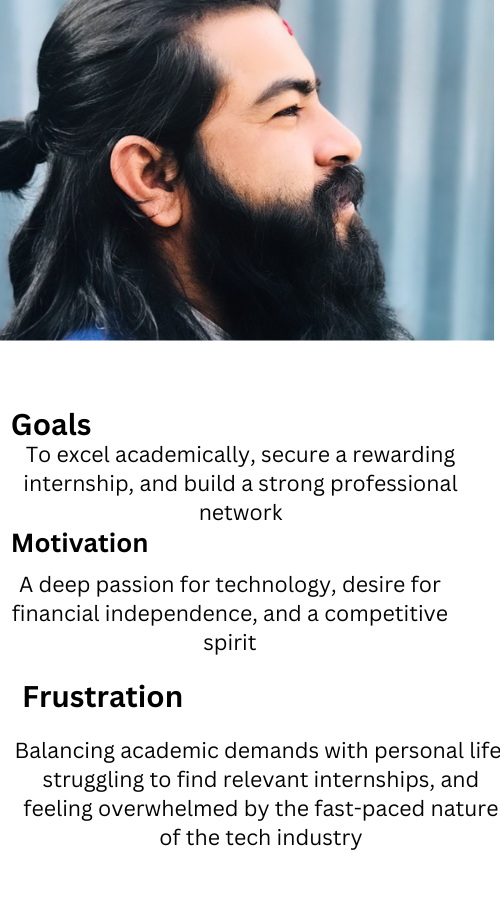 Goals
To excel academically, secure a rewarding
internship, and build a strong professional
network
Motivation
A deep passion for technology, desire for
financial independence, and a competitive
spirit
Frustration
Balancing academic demands with personal life
struggling to find relevant internships, and
feeling overwhelmed by the fast-paced nature
of the tech industry